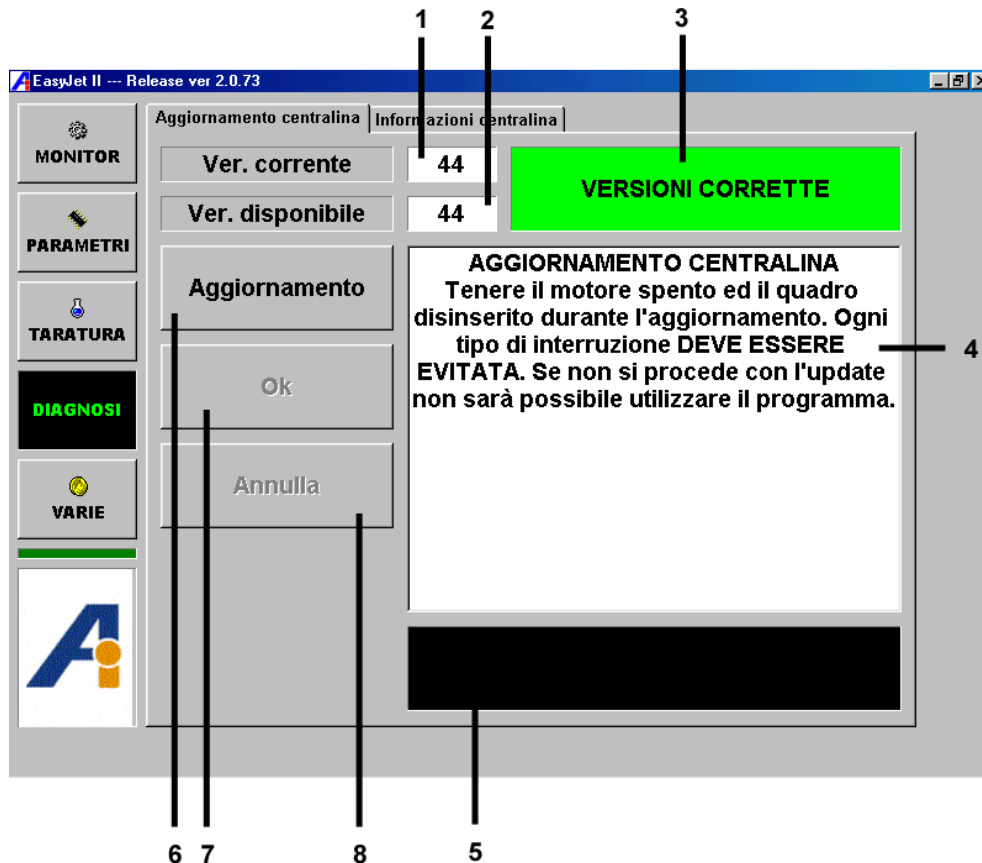 1 2 3
EasyJet II --- Release ver 2.0.73
Aggiornamento centralina Informazioni centralina
MONITOR
PARAMETRI
TARATURA
DIAGNOSI
VARIE
Ver. corrente 44
Ver. disponibile 44
VERSIONI CORRETTE
Aggiornamento
Ok
Annulla
AGGIORNAMENTO CENTRALINA
Tenere il motore spento ed il quadro
disinserito durante l'aggiornamento. Ogni
tipo di interruzione DEVE ESSERE
EVITATA. Se non si procede con l'update
non sarà possibile utilizzare il programma.
4
Ai
6 7 8 5